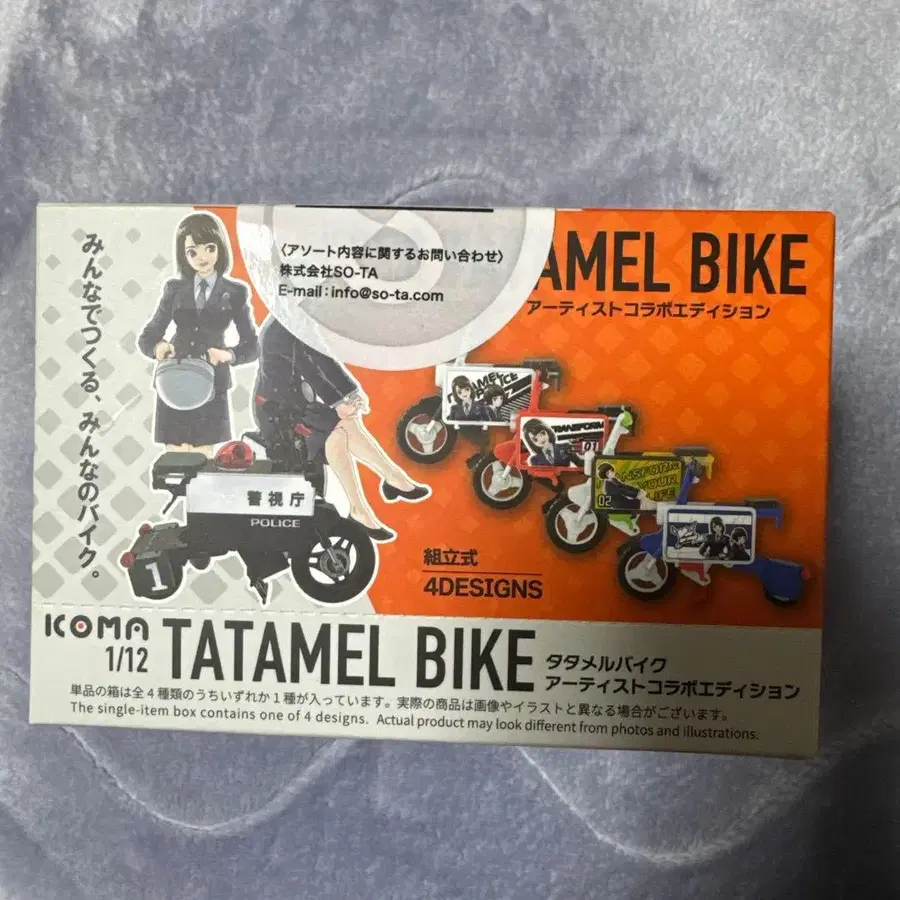 みんなでつくる、みんなのバイク。
〈アソート内容に関するお問い合わせ〉
株式会社SO-TA
E-mail：info@so-ta.com
AMEL BIKE
アーティストコラボエディション
TRANSFORM
01
02
YOUR
LIFE
警視庁
POLICE
1
組立式
4DESIGNS
KOMA
1/12
TATAMEL BIKE
タタメルバイク
アーティストコラボエディション
単品の箱は全4種類のうちいずれか1種が入っています。実際の商品は画像やイラストと異なる場合がございます。
The single-item box contains one of 4 designs. Actual product may look different from photos and illustrations.